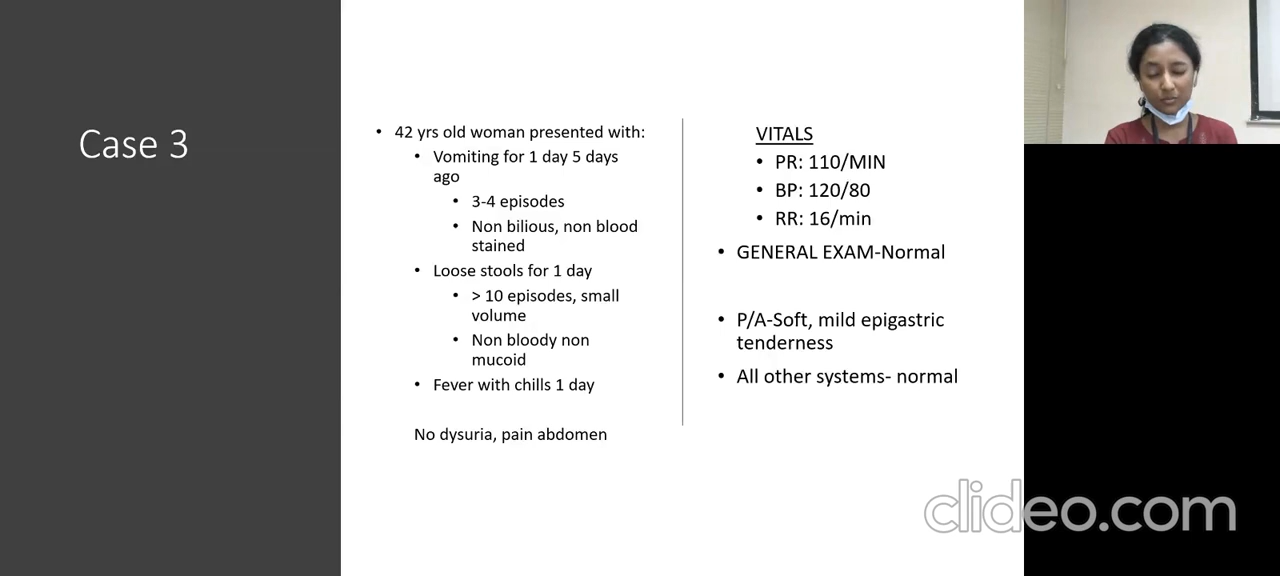 Case 3
• 42 yrs old woman presented with:
• Vomiting for 1 day 5 days
ago
• 3-4 episodes
• Non bilious, non blood
stained
• Loose stools for 1 day
• > 10 episodes, small
volume
• Non bloody non
mucoid
• Fever with chills 1 day
No dysuria, pain abdomen
VITALS
• PR: 110/MIN
• BP: 120/80
• RR: 16/min
• GENERAL EXAM-Normal
• P/A-Soft, mild epigastric
tenderness
• All other systems- normal
clideo.com